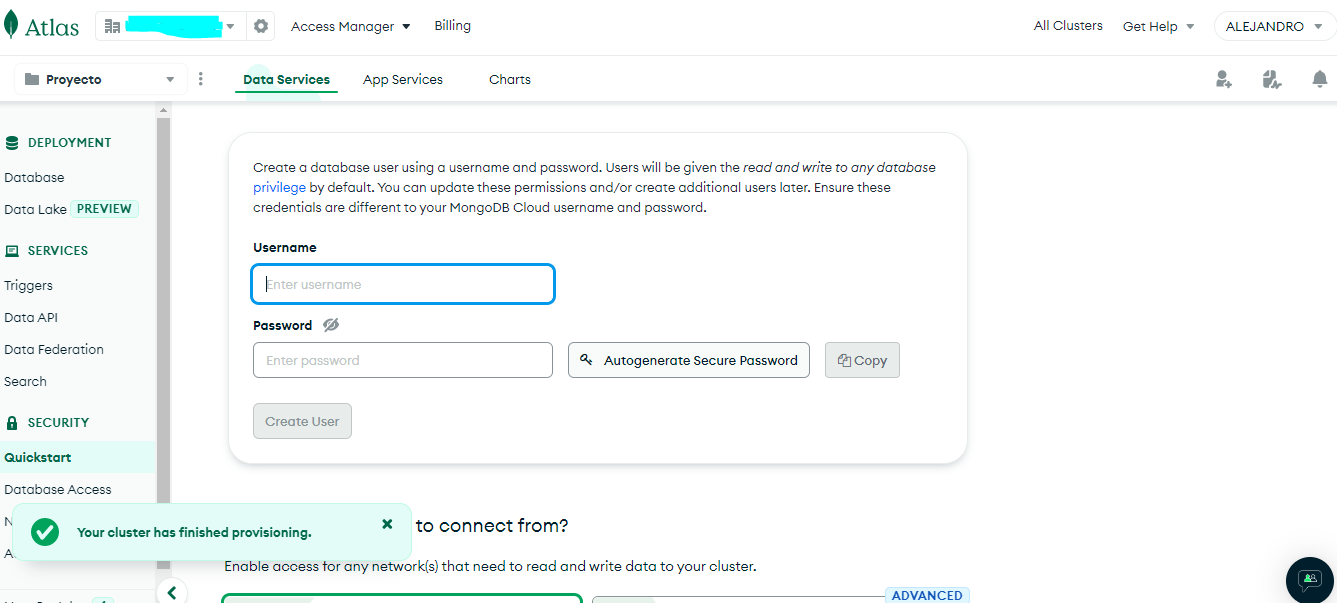 Atlas
Access Manager
Billing
All Clusters
Get Help
ALEJANDRO
Proyecto
Data Services
App Services
Charts
DEPLOYMENT
Database
Data Lake PREVIEW
SERVICES
Triggers
Data API
Data Federation
Search
SECURITY
Quickstart
Database Access
N
A
Your cluster has finished provisioning.
Create a database user using a username and password. Users will be given the read and write to any database
privilege by default. You can update these permissions and/or create additional users later. Ensure these
credentials are different to your MongoDB Cloud username and password.
Username
Enter username
Password
Enter password
Autogenerate Secure Password
Copy
Create User
to connect from?
Enable access for any network(s) that need to read and write data to your cluster.
ADVANCED